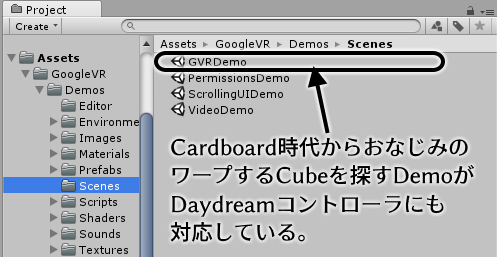 Project
Create
Assets
GoogleVR
Demos
Editor
Environme
Images
Materials
Prefabs
Scenes
Scripts
Shaders
Sounds
Textures
Assets ▸ GoogleVR ▸ Demos ▸ Scenes
GVRDemo
PermissionsDemo
ScrollingUIDemo
VideoDemo
Cardboard時代からおなじみの
ワープするCubeを探すDemoが
Daydreamコントローラにも
対応している。